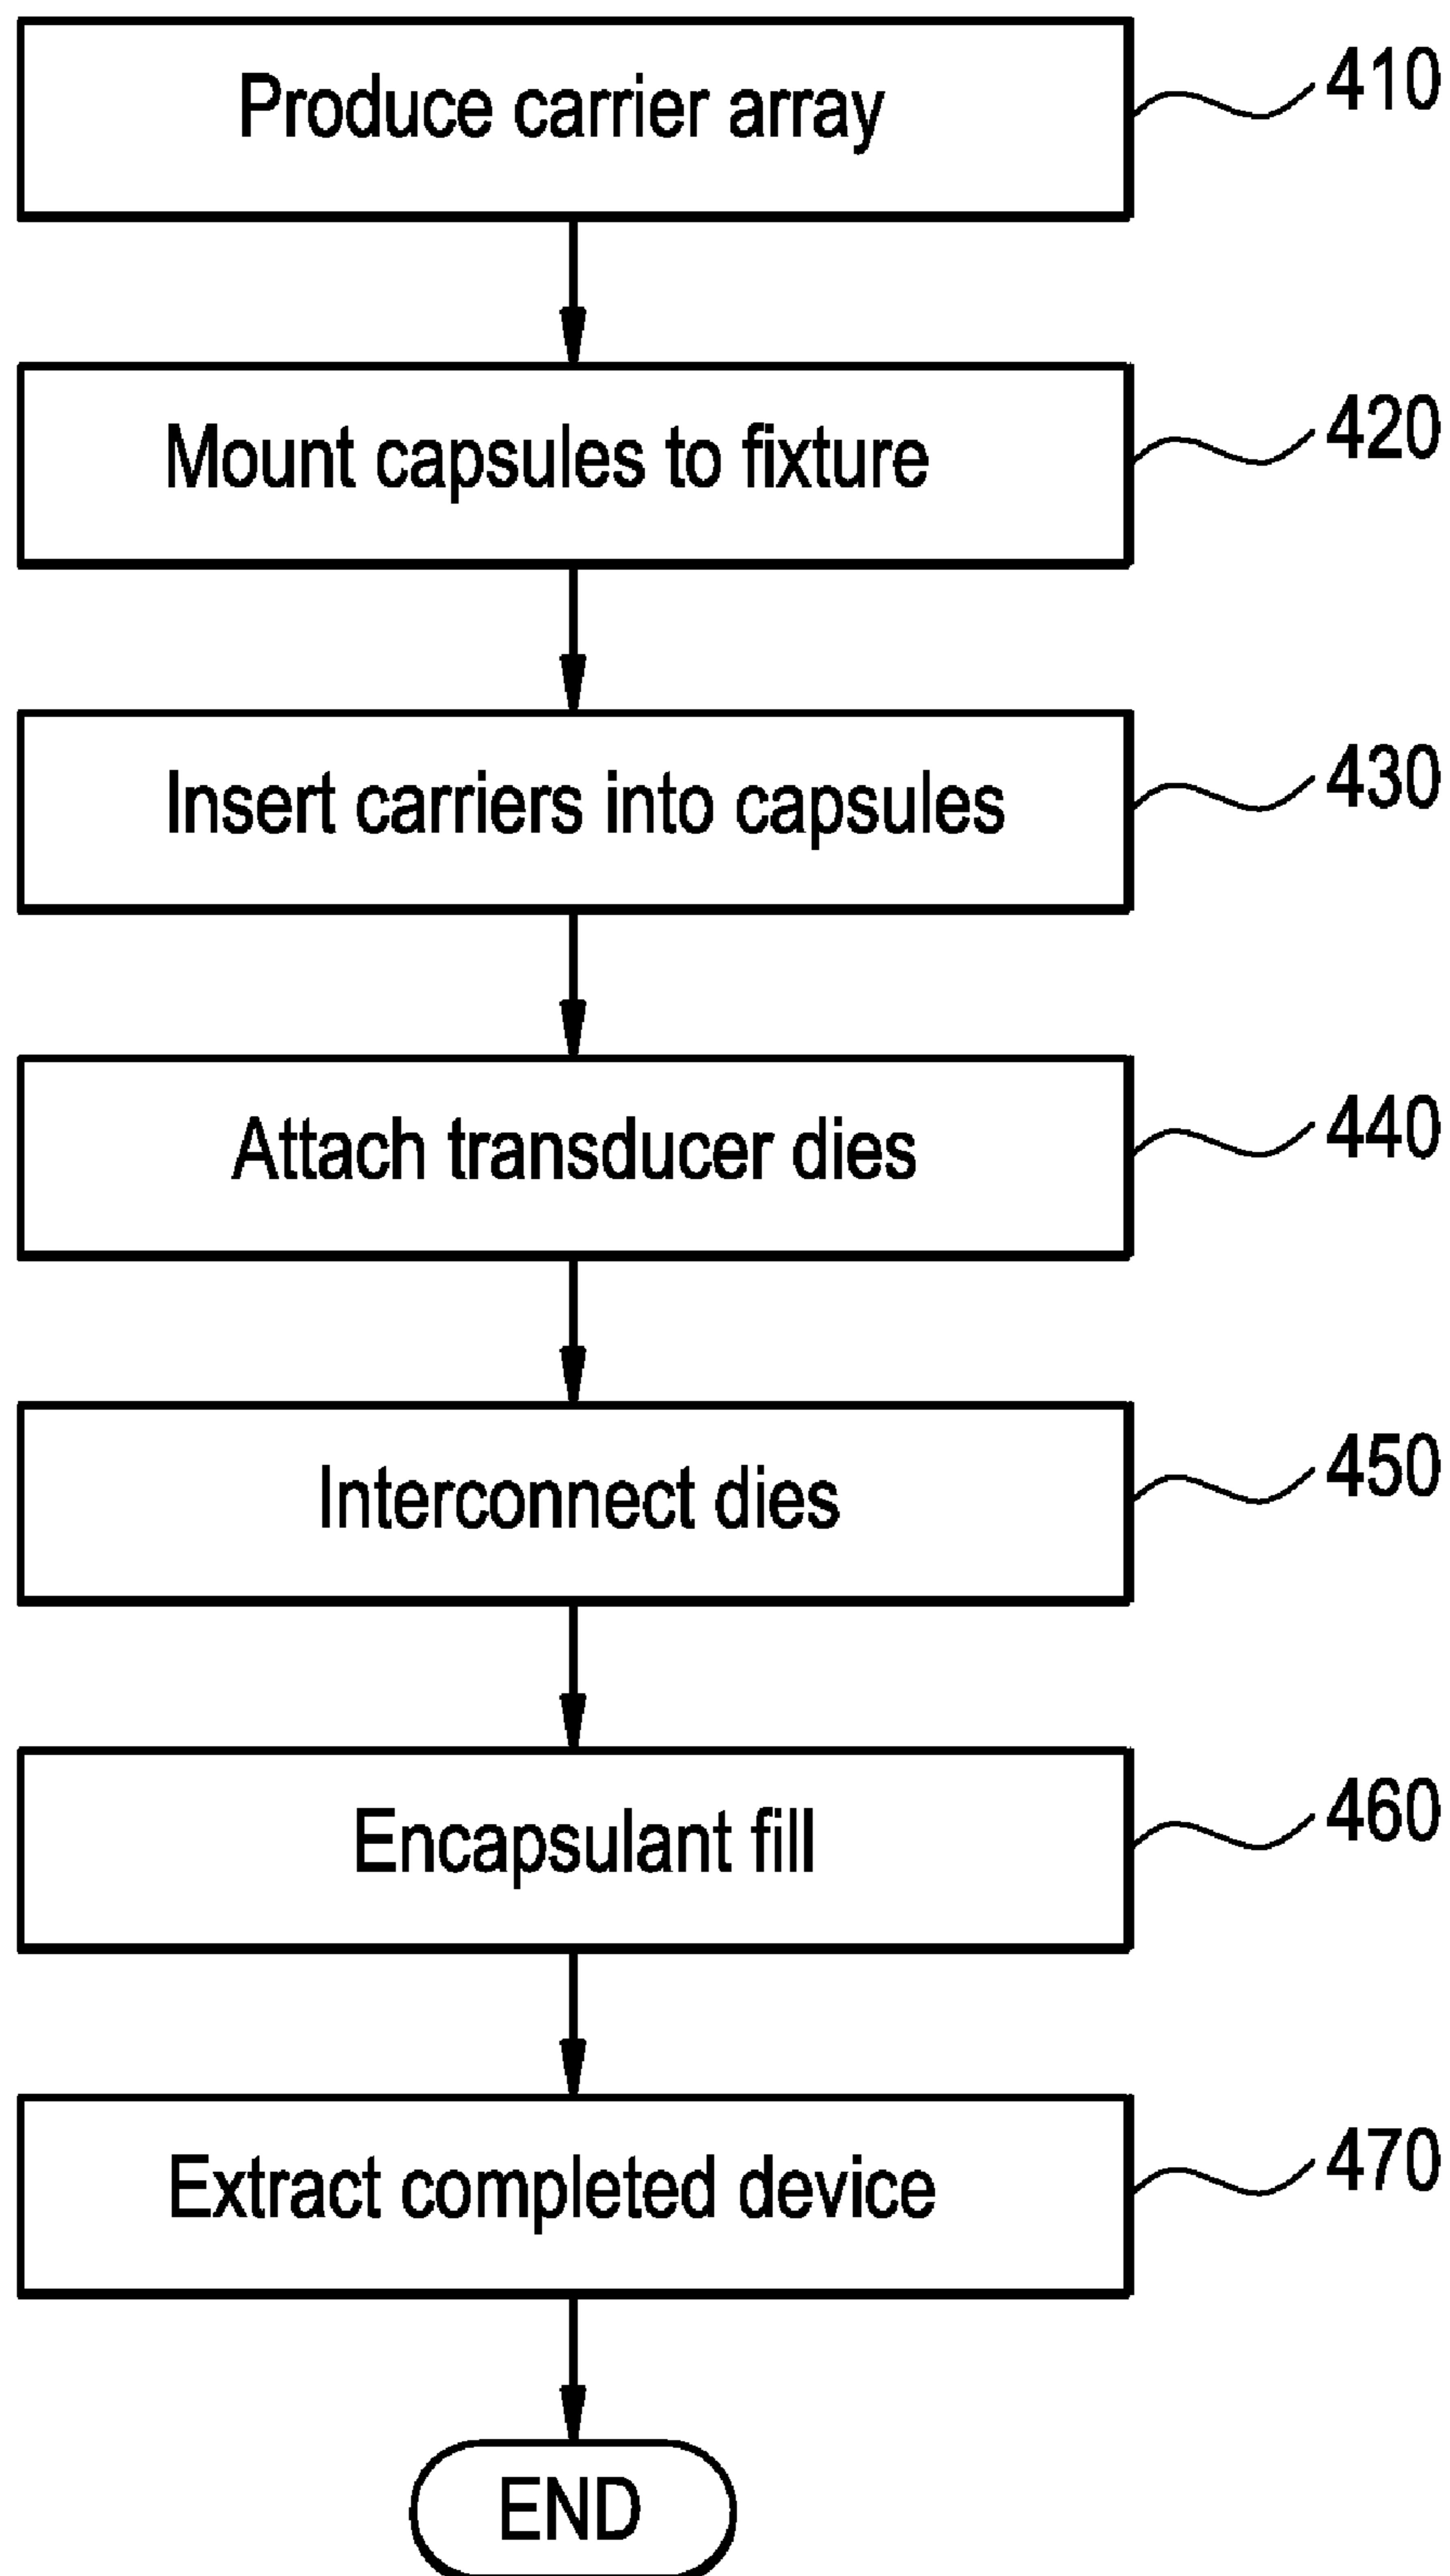 Produce carrier array
410
Mount capsules to fixture
420
Insert carriers into capsules
430
Attach transducer dies
440
Interconnect dies
450
Encapsulant fill
460
Extract completed device
470
END